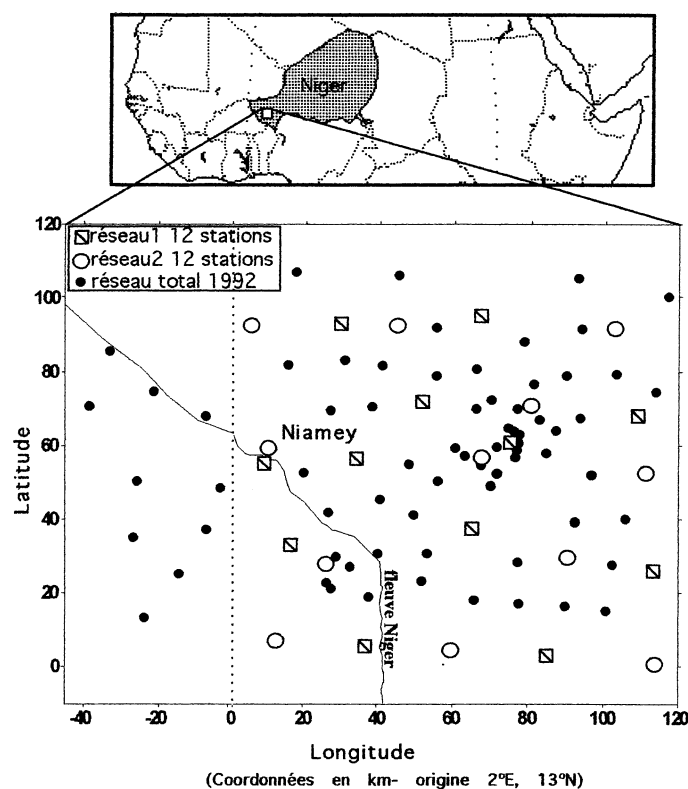 Niger
120
réseau1 12 stations
réseau2 12 stations
réseau total 1992
100
80
60
40
20
0
Latitude
Niamey
fleuve Niger
-40 -20 0 20 40 60 80 100 120
Longitude
(Coordonnées en km- origine 2°E, 13°N)